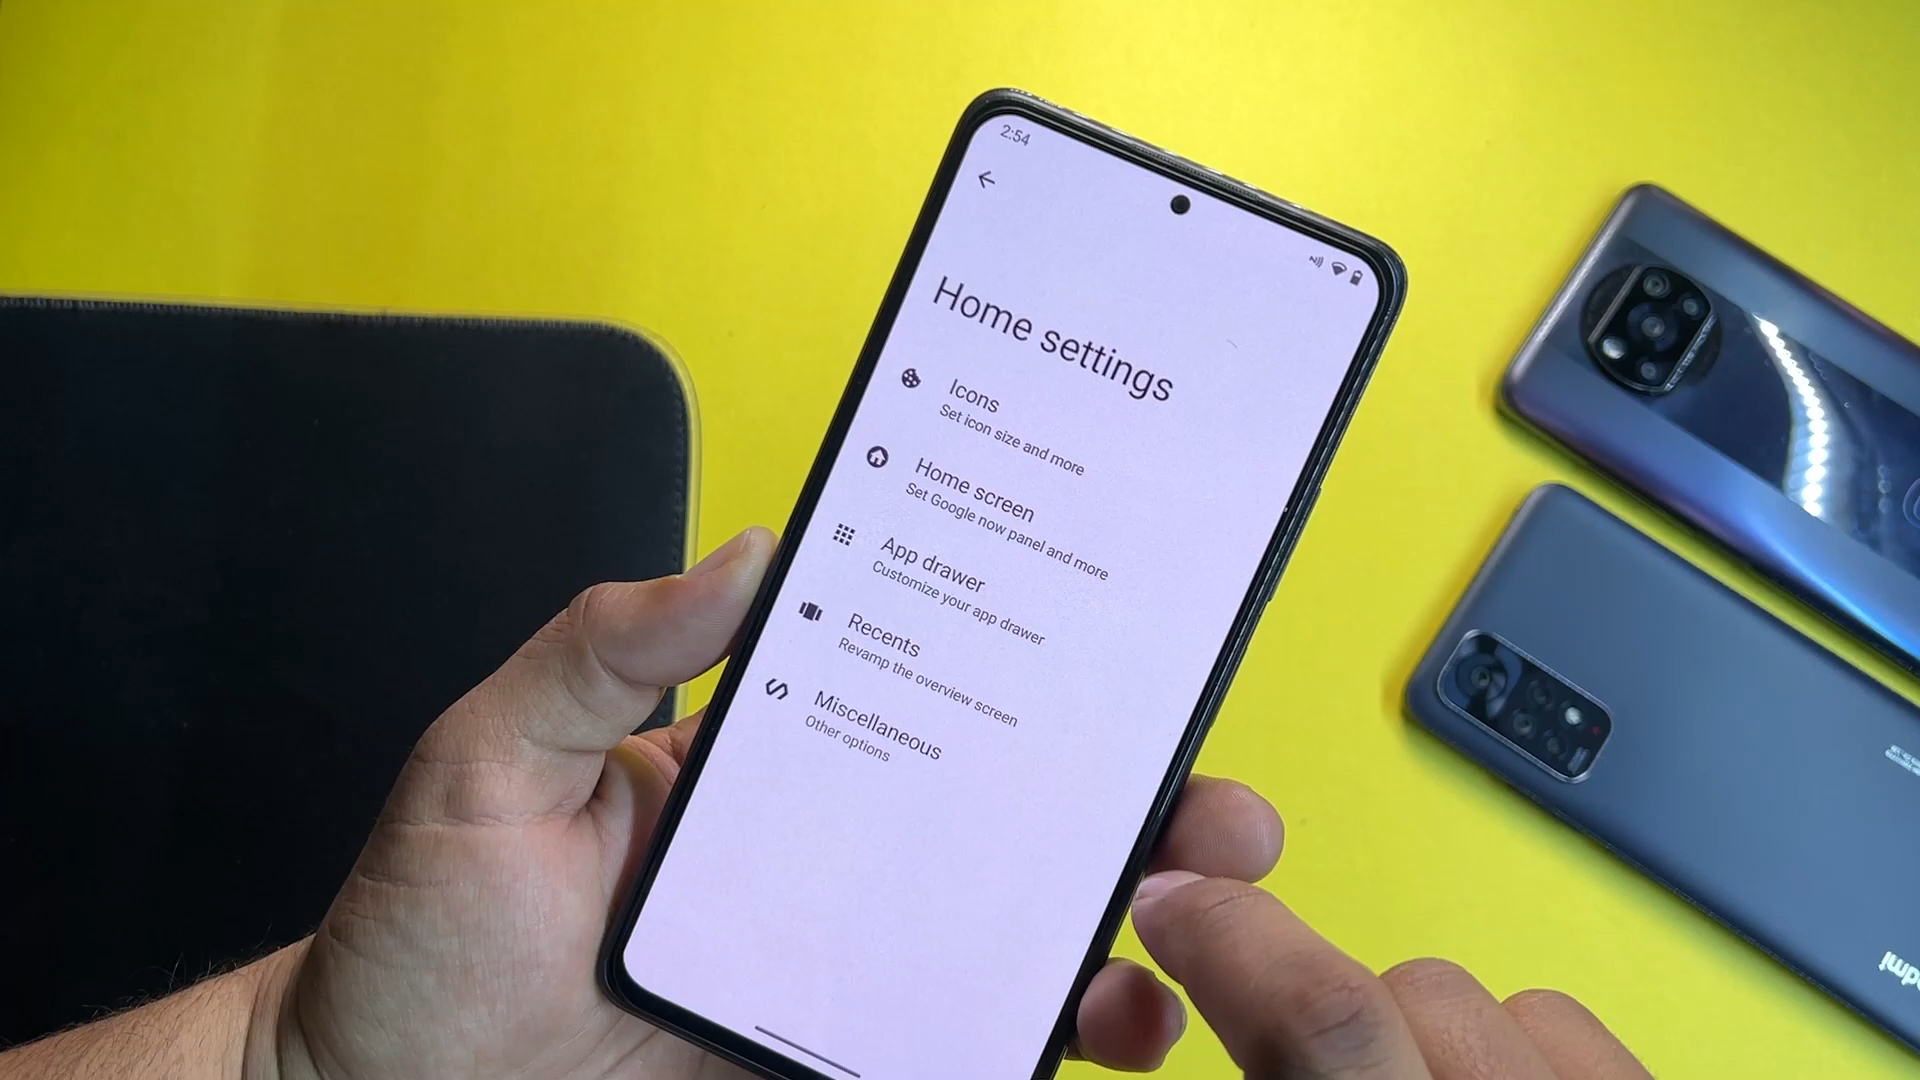 2:54
Home settings
Icons
Set icon size and more
Home screen
Set Google now panel and more
App drawer
Customize your app drawer
Recents
Revamp the overview screen
Miscellaneous
Other options